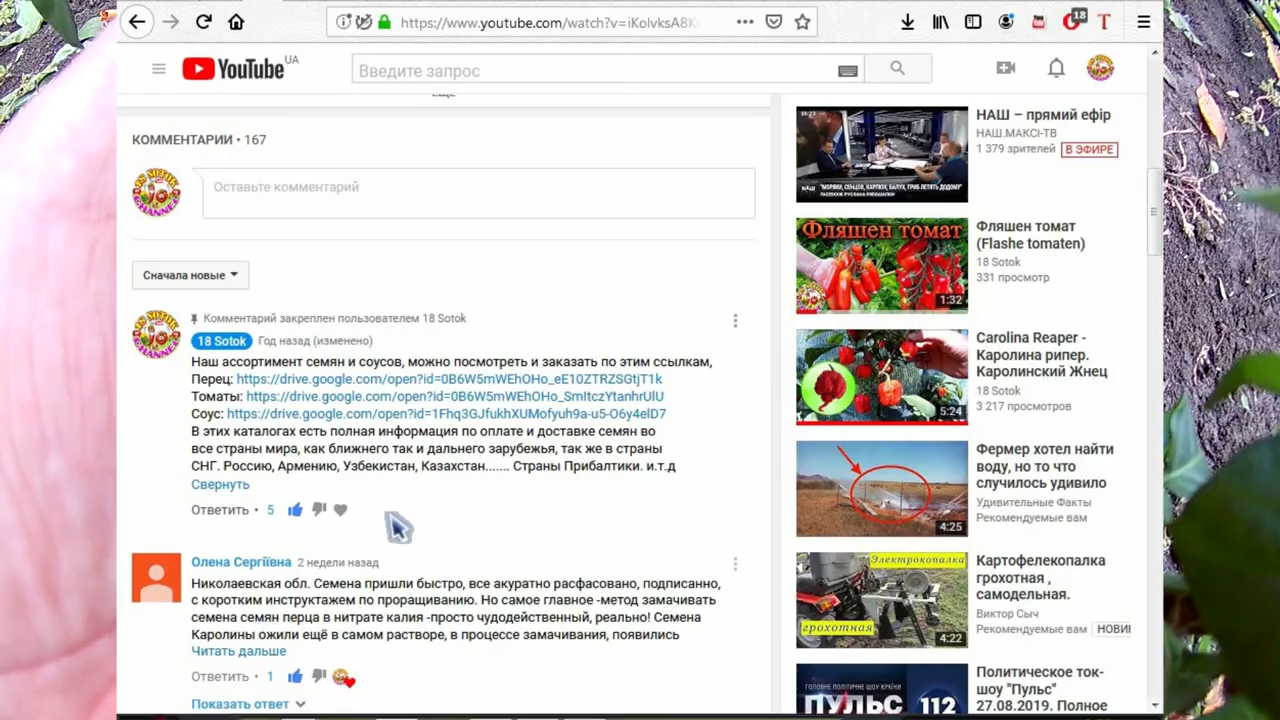 https://www.youtube.com/watch?v=iKolvksA8K
18
T
YouTube UA
Введите запрос
КОММЕНТАРИИ • 167
Оставьте комментарий
Сначала новые
Комментарий закреплен пользователем 18 Sotok
18 Sotok Год назад (изменено)
Наш ассортимент семян и соусов, можно посмотреть и заказать по этим ссылкам,
Перец: https://drive.google.com/open?id=0B6W5mWEhOHo_eE10ZTRZSGtjT1k
Томаты: https://drive.google.com/open?id=0B6W5mWEhOHo_SmItczYtanhrUlU
Соус: https://drive.google.com/open?id=1Fhq3GJfukhXUMofyuh9a-u5-O6y4elD7
В этих каталогах есть полная информация по оплате и доставке семян во
все страны мира, как ближнего так и дальнего зарубежья, так же в страны
СНГ. Россию, Армению, Узбекистан, Казахстан....... Страны Прибалтики. и.т.д
Свернуть
Ответить • 5
Олена Сергіївна 2 недели назад
Николаевская обл. Семена пришли быстро, все акуратно расфасовано, подписанно,
с коротким инструктажем по проращиванию. Но самое главное -метод замачивать
семена семян перца в нитрате калия -просто чудодейственный, реально! Семена
Каролины ожили ещё в самом растворе, в процессе замачивания, появились
Читать дальше
Ответить • 1
Показать ответ
НАШ – прямий ефір
НАШ.МАКСІ-ТВ
1 379 зрителей В ЭФИРЕ
Фляшен томат
1:32
Фляшен томат
(Flashe tomaten)
18 Sotok
331 просмотр
5:24
Carolina Reaper -
Каролина рипер.
Каролинский Жнец
18 Sotok
3 217 просмотров
4:25
Фермер хотел найти
воду, но то что
случилось удивило
Удивительные Факты
Рекомендуемые вам
Электрокопалка
грохотная
4:22
Картофелекопалка
грохотная ,
самодельная.
Виктор Сыч
Рекомендуемые вам НОВИ
ГОЛОВНЕ ПОЛІТИЧНЕ ШОУ КРАЇНИ
ПУЛЬС 112
Политическое ток-
шоу "Пульс"
27.08.2019. Полное